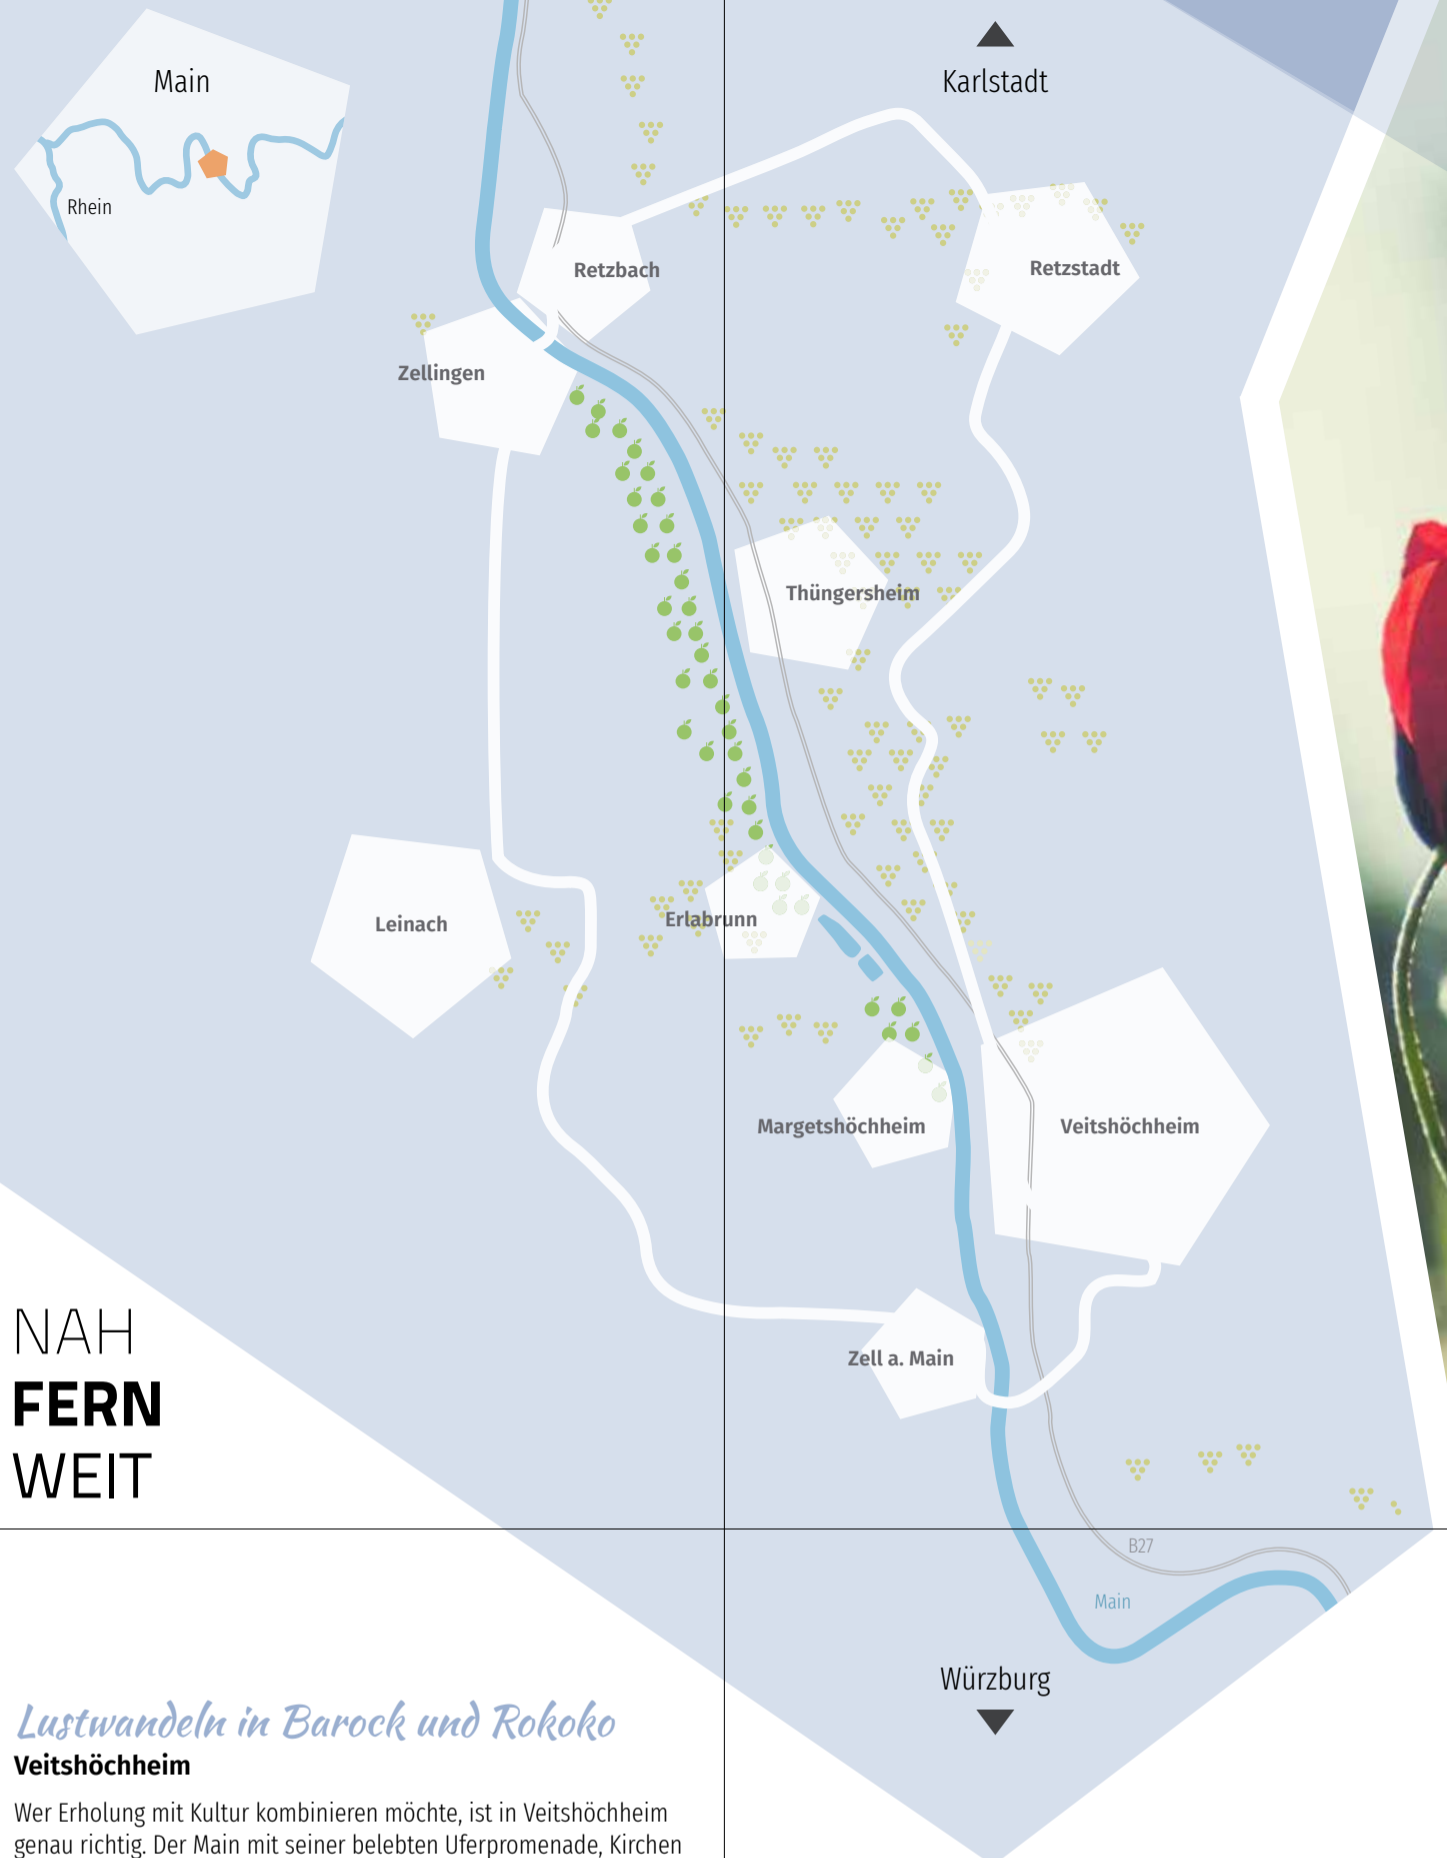 Main
Rhein
Karlstadt
Retzbach
Retzstadt
Zellingen
Thüngersheim
Leinach
Erlabrunn
Margetshöchheim
Veitshöchheim
Zell a. Main
NAH
FERN
WEIT
B27
Main
Würzburg
Lustwandeln in Barock und Rokoko
Veitshöchheim
Wer Erholung mit Kultur kombinieren möchte, ist in Veitshöchheim
genau richtig. Der Main mit seiner belebten Uferpromenade, Kirchen